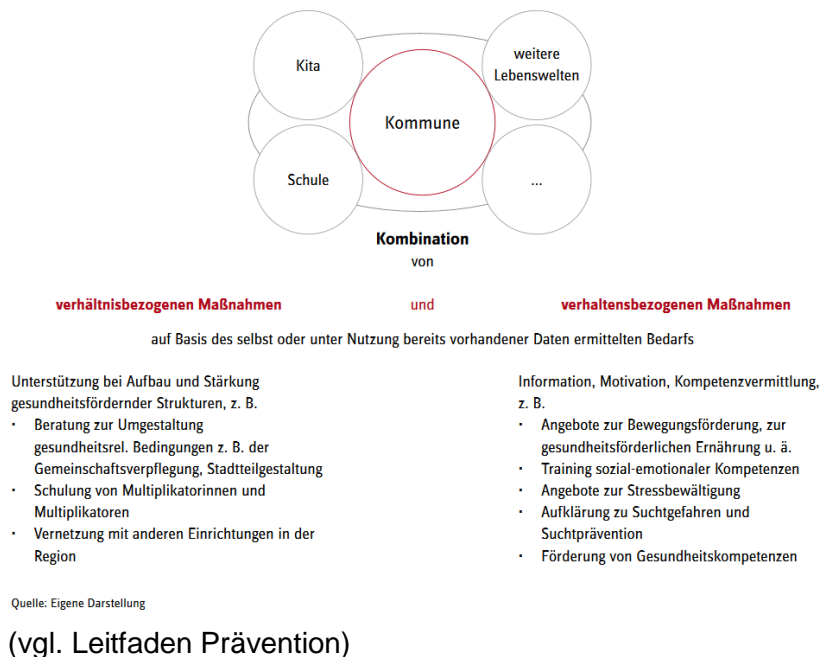 Kita
weitere
Lebenswelten
Kommune
Schule
...
Kombination
von
verhältnisbezogenen Maßnahmen und verhaltensbezogenen Maßnahmen
auf Basis des selbst oder unter Nutzung bereits vorhandener Daten ermittelten Bedarfs
Unterstützung bei Aufbau und Stärkung
gesundheitsfördernder Strukturen, z. B.
· Beratung zur Umgestaltung
gesundheitsrel. Bedingungen z. B. der
Gemeinschaftsverpflegung, Stadtteilgestaltung
· Schulung von Multiplikatorinnen und
Multiplikatoren
· Vernetzung mit anderen Einrichtungen in der
Region
Information, Motivation, Kompetenzvermittlung,
z. B.
· Angebote zur Bewegungsförderung, zur
gesundheitsförderlichen Ernährung u. ä.
· Training sozial-emotionaler Kompetenzen
· Angebote zur Stressbewältigung
· Aufklärung zu Suchtgefahren und
Suchtprävention
· Förderung von Gesundheitskompetenzen
Quelle: Eigene Darstellung
(vgl. Leitfaden Prävention)